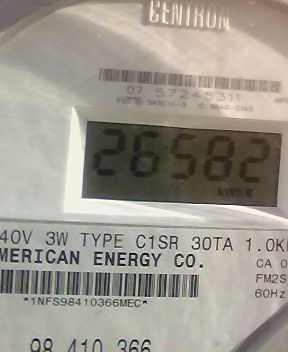 CENTRON
07 57245311
26582
kWh
40V 3W TYPE C1SR 30TA 1.0K
MERICAN ENERGY CO.
CA 0
FM2S
60Hz
*1NFS98410366MEC*
98 410 366